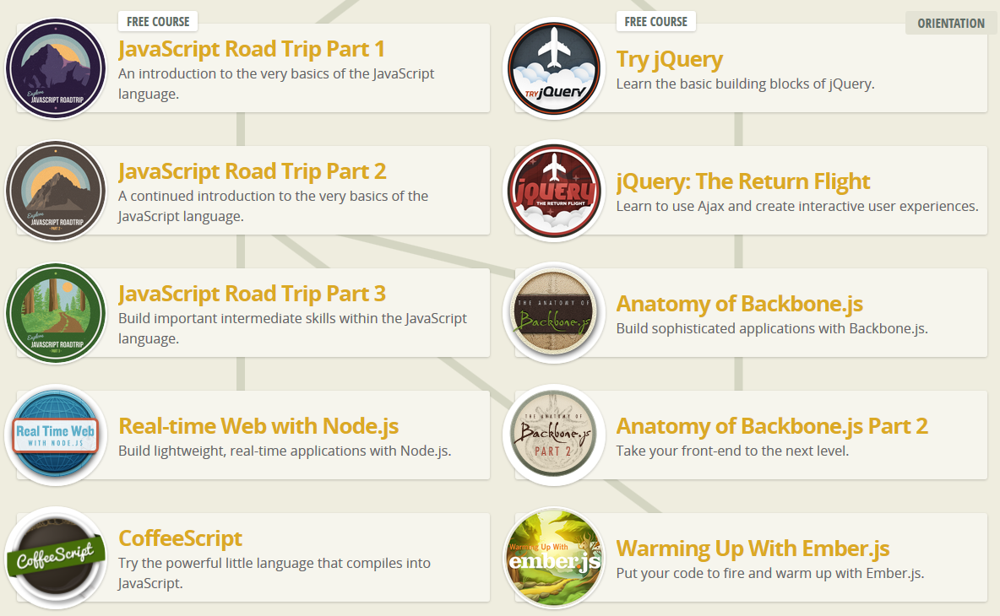 FREE COURSE
JavaScript Road Trip Part 1
An introduction to the very basics of the JavaScript
language.
Explore
JAVASCRIPT ROADTRIP
FREE COURSE
ORIENTATION
Try jQuery
Learn the basic building blocks of jQuery.
TRY jQuery
JavaScript Road Trip Part 2
A continued introduction to the very basics of the
JavaScript language.
Explore
JAVASCRIPT ROADTRIP
- PART 2 -
jQuery: The Return Flight
Learn to use Ajax and create interactive user experiences.
jQUERY
THE RETURN FLIGHT
JavaScript Road Trip Part 3
Build important intermediate skills within the JavaScript
language.
Explore
JAVASCRIPT ROADTRIP
- PART 3 -
Anatomy of Backbone.js
Build sophisticated applications with Backbone.js.
THE ANATOMY OF
Backbone.js
Real-time Web with Node.js
Build lightweight, real-time applications with Node.js.
Real Time Web
WITH NODE.JS
Anatomy of Backbone.js Part 2
Take your front-end to the next level.
THE ANATOMY OF
Backbone.js
PART 2
CoffeeScript
Try the powerful little language that compiles into
JavaScript.
CoffeeScript
Warming Up With Ember.js
Put your code to fire and warm up with Ember.js.
Warming Up With
emberjs